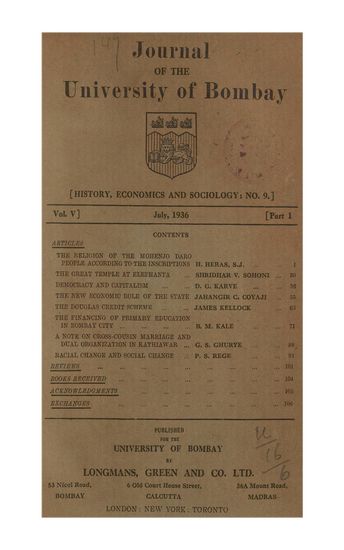 147
Journal
OF THE
University of Bombay
[HISTORY, ECONOMICS AND SOCIOLOGY: NO. 9.]
Vol. V] July, 1936 [Part 1
CONTENTS
ARTICLES
THE RELIGION OF THE MOHENJO DARO
PEOPLE ACCORDING TO THE INSCRIPTIONS H. HERAS, S.J. ... 1
THE GREAT TEMPLE AT ELEPHANTA ... SHRIDHAR V. SOHONI ... 30
DEMOCRACY AND CAPITALISM ... D. G. KARVE ... 36
THE NEW ECONOMIC ROLE OF THE STATE JAHANGIR C. COYAJI ... 55
THE DOUGLAS CREDIT SCHEME ... JAMES KELLOCK ... 63
THE FINANCING OF PRIMARY EDUCATION
IN BOMBAY CITY ... B. M. KALE ... 71
A NOTE ON CROSS-COUSIN MARRIAGE AND
DUAL ORGANIZATION IN KATHIAWAR ... G. S. GHURYE ...
RACIAL CHANGE AND SOCIAL CHANGE ... P. S. REGE ...
REVIEWS ... 101
BOOKS RECEIVED ... 104
ACKNOWLEDGMENTS ... 105
EXCHANGES ... 106
PUBLISHED
FOR THE
UNIVERSITY OF BOMBAY
BY
LONGMANS, GREEN AND CO. LTD.
53 Nicol Road, 6 Old Court House Street, 36A Mount Road,
BOMBAY CALCUTTA MADRAS
LONDON : NEW YORK : TORONTO